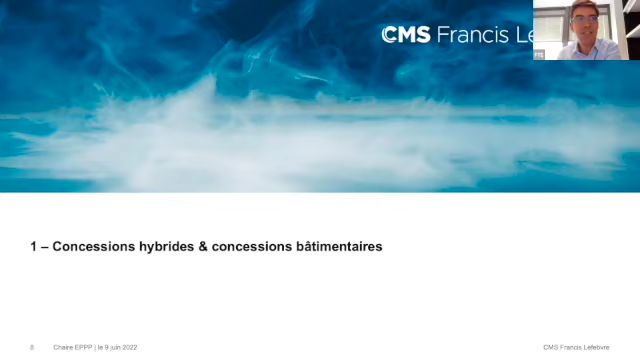 CMS Francis Le
1 – Concessions hybrides & concessions bâtimentaires
8 Chaire EPPP | le 9 juin 2022 CMS Francis Lefebvre